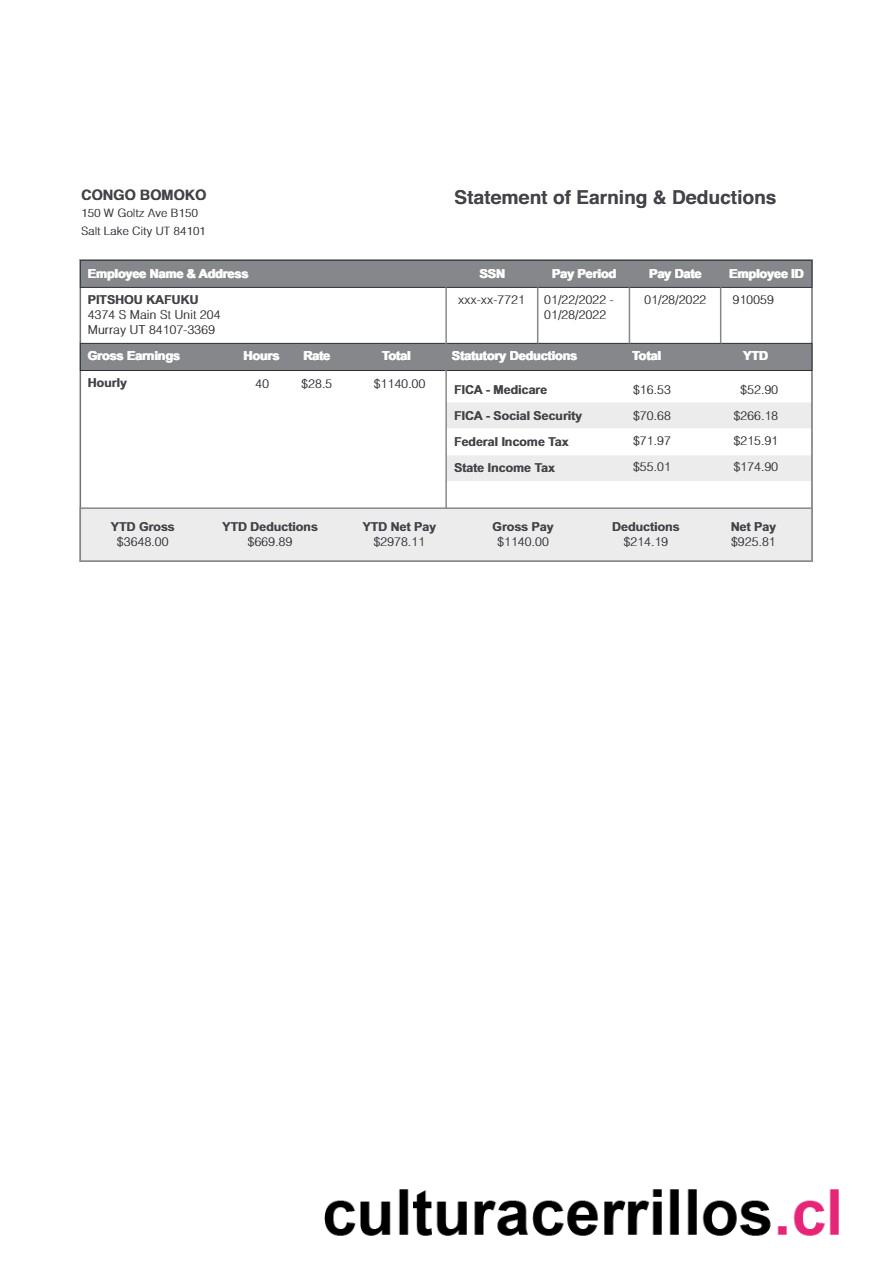 CONGO BOMOKO
150 W Goltz Ave B150
Salt Lake City UT 84101
Statement of Earning & Deductions
Employee Name & Address SSN Pay Period Pay Date Employee ID
PITSHOU KAFUKU
4374 S Main St Unit 204
Murray UT 84107-3369
xxx-xx-7721
01/22/2022 -
01/28/2022
01/28/2022
910059
Gross Earnings Hours Rate Total
Hourly 40 $28.5 $1140.00
Statutory Deductions Total YTD
FICA - Medicare $16.53 $52.90
FICA - Social Security $70.68 $266.18
Federal Income Tax $71.97 $215.91
State Income Tax $55.01 $174.90
YTD Gross YTD Deductions YTD Net Pay Gross Pay Deductions Net Pay
$3648.00 $669.89 $2978.11 $1140.00 $214.19 $925.81
culturacerrillos.cl